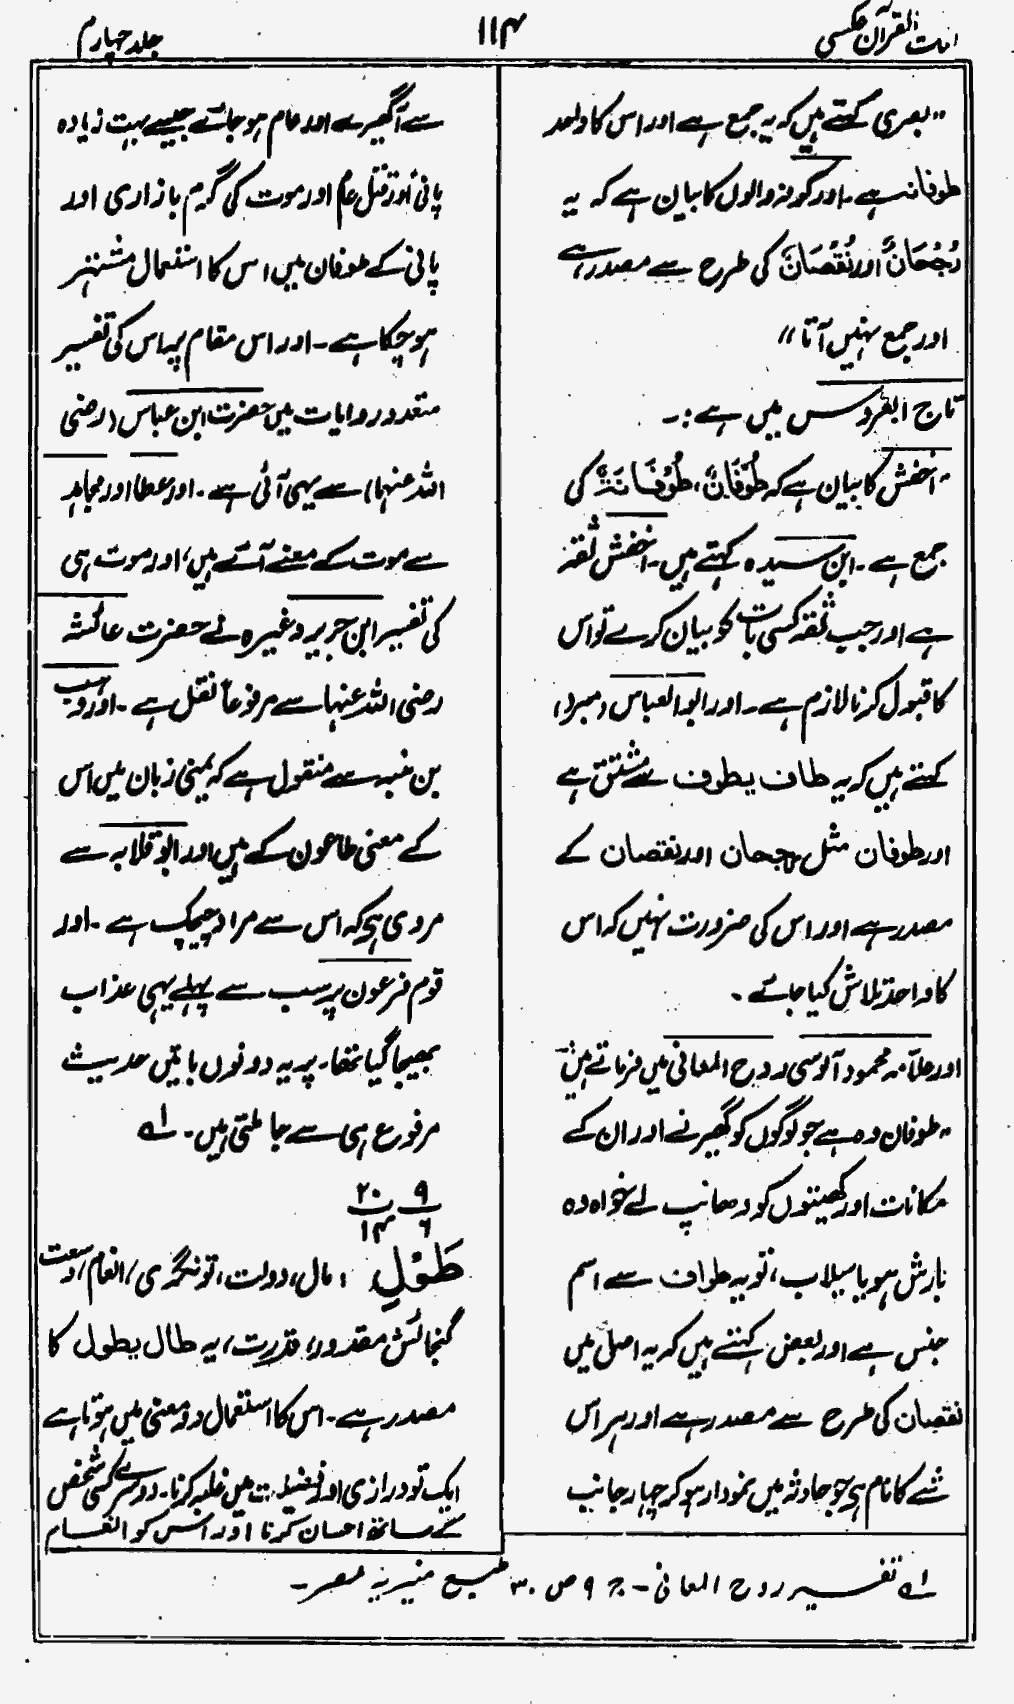 لغات القرآن عکسی
۱۱۴
جلد چہارم
"بصری کہتے ہیں کہ یہ جمع ہے اور اس کا واحد
طوفانہ ہے۔ اور کوفہ والوں کا بیان ہے کہ یہ
رُجْحَانٌ اور نُقْصَانٌ کی طرح سے مصدر ہے
اور جمع نہیں آتا"
تاج العروس میں ہے:۔
"اخفش کا بیان ہے کہ طُوْفَانٌ، طُوْفَانَۃٌ کی
جمع ہے۔ ابن سیدہ کہتے ہیں۔ اخفش ثقہ
ہے اور جب ثقہ کسی بات کو بیان کرے تو اس
کا قبول کرنا لازم ہے۔ اور ابو العباس (مبرد)
کہتے ہیں کہ یہ طاف یطوف سے مشتق ہے
اور طوفان مثل رجحان اور نقصان کے
مصدر ہے اور اس کی ضرورت نہیں کہ اس
کا واحد تلاش کیا جائے۔
اور علامہ محمود آلوسی روح المعانی میں فرماتے ہیں
"طوفان وہ ہے جو لوگوں کو گھیرنے اور ان کے
مکانات اور کھیتوں کو ڈھانپ لے خواہ وہ
بارش ہو یا سیلاب، تو یہ طواف سے اسم
جنس ہے اور بعض کہتے ہیں کہ یہ اصل میں
نقصان کی طرح سے مصدر ہے اور ہر اس
شے کا نام ہے جو حادثہ میں نمودار ہو کر چہار جانب
سے آگھیرے اور عام ہو جائے جیسے بہت زیادہ
پانی اور قتل عام اور موت کی گرم بازاری اور
پانی کے طوفان میں اس کا استعمال مشتہر
ہو چکا ہے۔ اور اس مقام پر اس کی تفسیر
متعدد روایات میں حضرت ابن عباس (رضی
اللہ عنہما) سے یہی آئی ہے۔ اور عطا اور مجاہد
سے موت کے معنے آئے ہیں، اور موت ہی
کی تفسیر ابن جریر وغیرہ نے حضرت عائشہ
رضی اللہ عنہا سے مرفوعاً نقل ہے۔ اور وہب
بن منبہ سے منقول ہے کہ یمنی زبان میں اس
کے معنی طاعون کے ہیں اور ابو قلابہ سے
مروی ہے کہ اس سے مراد چیچک ہے۔ اور
قوم فرعون پر سب سے پہلے یہی عذاب
بھیجا گیا تھا۔ پر یہ دونوں باتیں حدیث
مرفوع ہی سے جا ملتی ہیں۔ لہ
۹ ۲۰
۶ ۱۴
طَوْلِ: مال، دولت، تونگری، انعام، وسعت
گنجائش مقدور، قدرت، یہ طال یطول کا
مصدر ہے۔ اس کا استعمال دو معنی میں ہوتا ہے
ایک تو درازی اور فضیلت میں غلبہ کرنا۔ دوسرے کسی شخص
کے ساتھ احسان کرنا اور اس کو انعام
لہ تفسیر روح المعانی۔ ج ۹ ص ۳۰ طبع منیریہ مصر۔